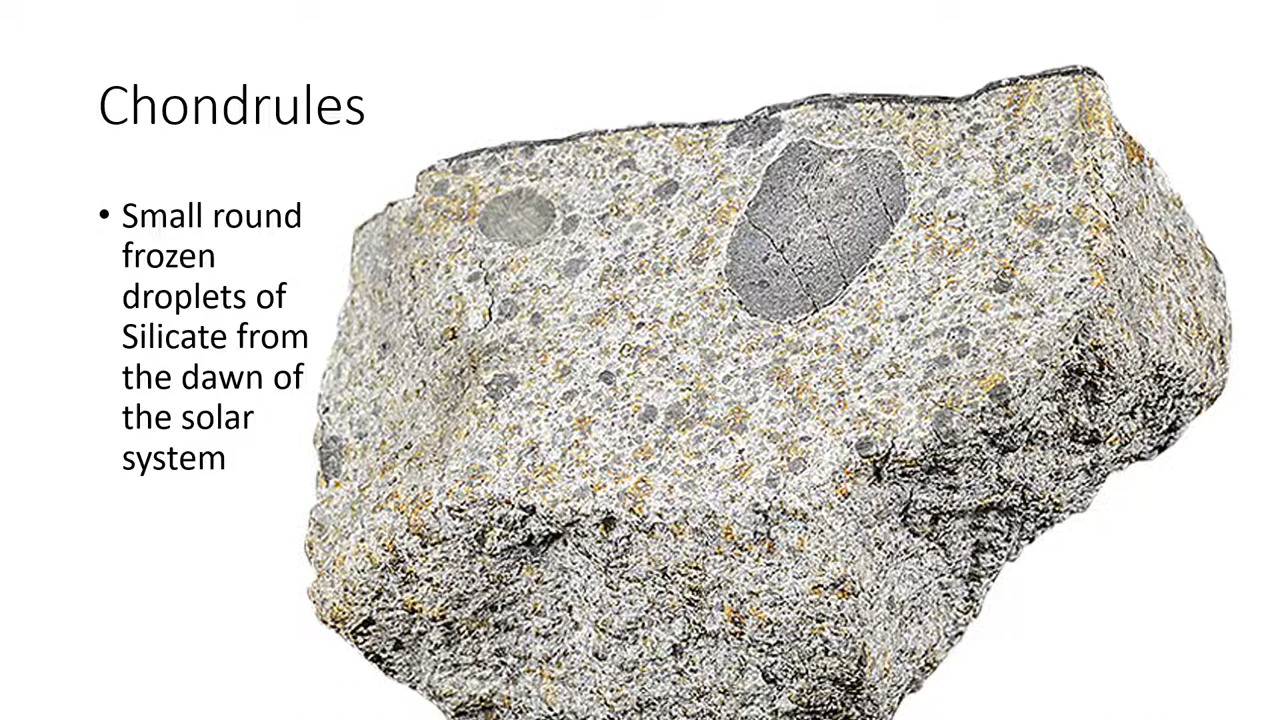 Chondrules
• Small round
frozen
droplets of
Silicate from
the dawn of
the solar
system